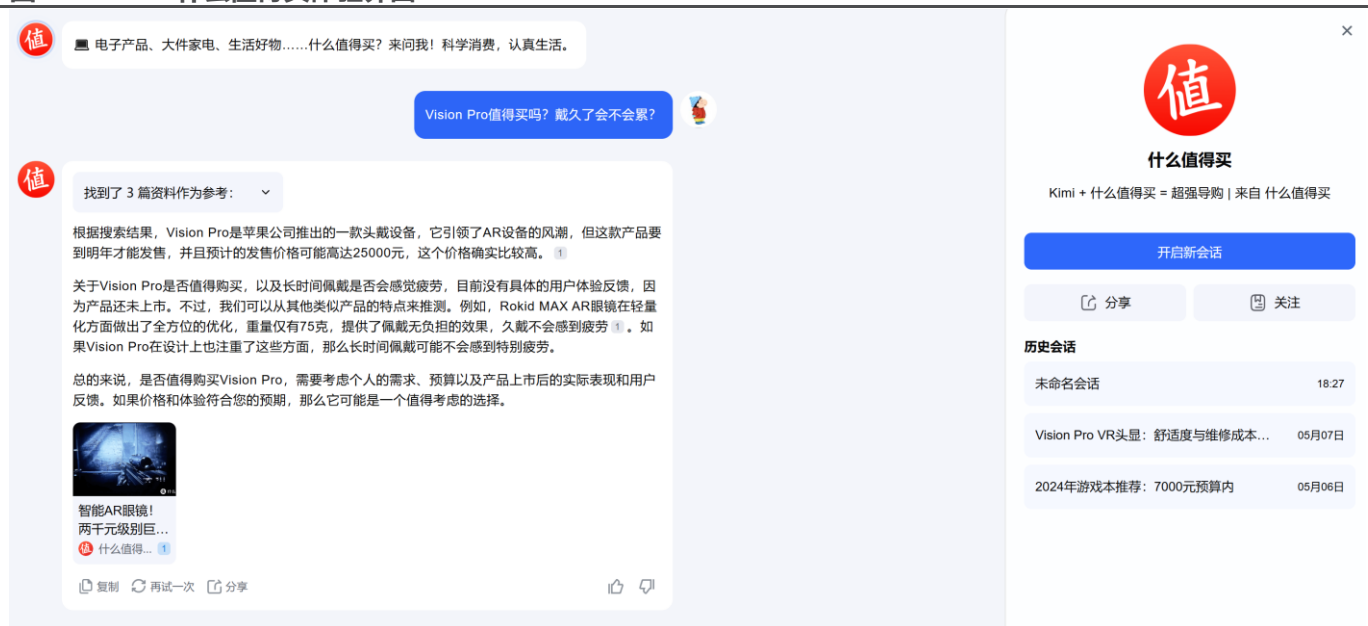 值
电子产品、大件家电、生活好物......什么值得买？来问我！科学消费，认真生活。
Vision Pro值得买吗？戴久了会不会累？
值
找到了 3 篇资料作为参考：
根据搜索结果，Vision Pro是苹果公司推出的一款头戴设备，它引领了AR设备的风潮，但这款产品要
到明年才能发售，并且预计的发售价格可能高达25000元，这个价格确实比较高。 1
关于Vision Pro是否值得购买，以及长时间佩戴是否会感觉疲劳，目前没有具体的用户体验反馈，因
为产品还未上市。不过，我们可以从其他类似产品的特点来推测。例如，Rokid MAX AR眼镜在轻量
化方面做出了全方位的优化，重量仅有75克，提供了佩戴无负担的效果，久戴不会感到疲劳 1 。如
果Vision Pro在设计上也注重了这些方面，那么长时间佩戴可能不会感到特别疲劳。
总的来说，是否值得购买Vision Pro，需要考虑个人的需求、预算以及产品上市后的实际表现和用户
反馈。如果价格和体验符合您的预期，那么它可能是一个值得考虑的选择。
智能AR眼镜！
两千元级别巨...
值 什么值得... 1
复制 再试一次 分享
值
什么值得买
Kimi + 什么值得买 = 超强导购 | 来自 什么值得买
开启新会话
分享 关注
历史会话
未命名会话 18:27
Vision Pro VR头显：舒适度与维修成本... 05月07日
2024年游戏本推荐：7000元预算内 05月06日